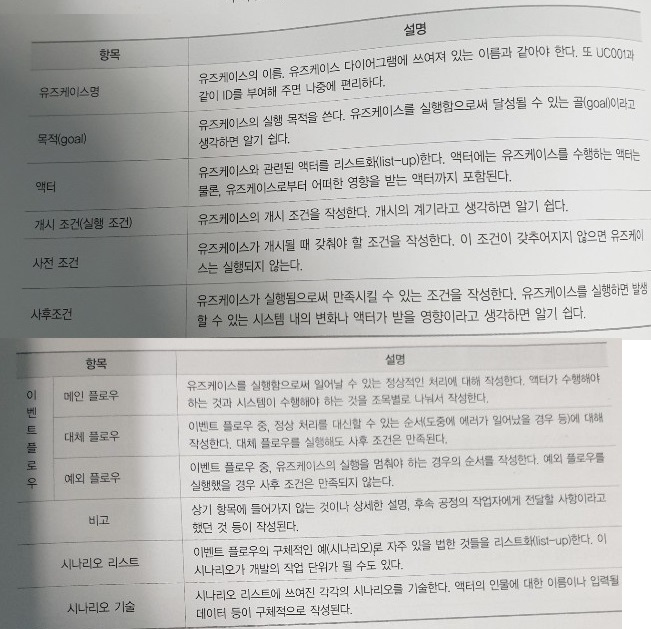 항목 설명
유즈케이스명
유즈케이스의 이름. 유즈케이스 다이어그램에 쓰여져 있는 이름과 같아야 한다. 또 UC001과
같이 ID를 부여해 주면 나중에 편리하다.
목적(goal)
유즈케이스의 실행 목적을 쓴다. 유즈케이스를 실행함으로써 달성될 수 있는 골(goal)이라고
생각하면 알기 쉽다.
액터
유즈케이스와 관련된 액터를 리스트화(list-up)한다. 액터에는 유즈케이스를 수행하는 액터는
물론, 유즈케이스로부터 어떠한 영향을 받는 액터까지 포함된다.
개시 조건(실행 조건)
유즈케이스의 개시 조건을 작성한다. 개시의 계기라고 생각하면 알기 쉽다.
사전 조건
유즈케이스가 개시될 때 갖춰야 할 조건을 작성한다. 이 조건이 갖추어지지 않으면 유즈케이
스는 실행되지 않는다.
사후조건
유즈케이스가 실행됨으로써 만족시킬 수 있는 조건을 작성한다. 유즈케이스를 실행하면 발생
할 수 있는 시스템 내의 변화나 액터가 받을 영향이라고 생각하면 알기 쉽다.
항목 설명
이벤트플로우
메인 플로우
유즈케이스를 실행함으로써 일어날 수 있는 정상적인 처리에 대해 작성한다. 액터가 수행해야
하는 것과 시스템이 수행해야 하는 것을 조목별로 나눠서 작성한다.
대체 플로우
이벤트 플로우 중, 정상 처리를 대신할 수 있는 순서(도중에 에러가 일어났을 경우 등)에 대해
작성한다. 대체 플로우를 실행해도 사후 조건은 만족된다.
예외 플로우
이벤트 플로우 중, 유즈케이스의 실행을 멈춰야 하는 경우의 순서를 작성한다. 예외 플로우를
실행했을 경우 사후 조건은 만족되지 않는다.
비고
상기 항목에 들어가지 않는 것이나 상세한 설명, 후속 공정의 작업자에게 전달할 사항이라고
했던 것 등이 작성된다.
시나리오 리스트
이벤트 플로우의 구체적인 예(시나리오)로 자주 있을 법한 것들을 리스트화(list-up)한다. 이
시나리오가 개발의 작업 단위가 될 수도 있다.
시나리오 기술
시나리오 리스트에 쓰여진 각각의 시나리오를 기술한다. 액터의 인물에 대한 이름이나 입력될
데이터 등이 구체적으로 작성된다.